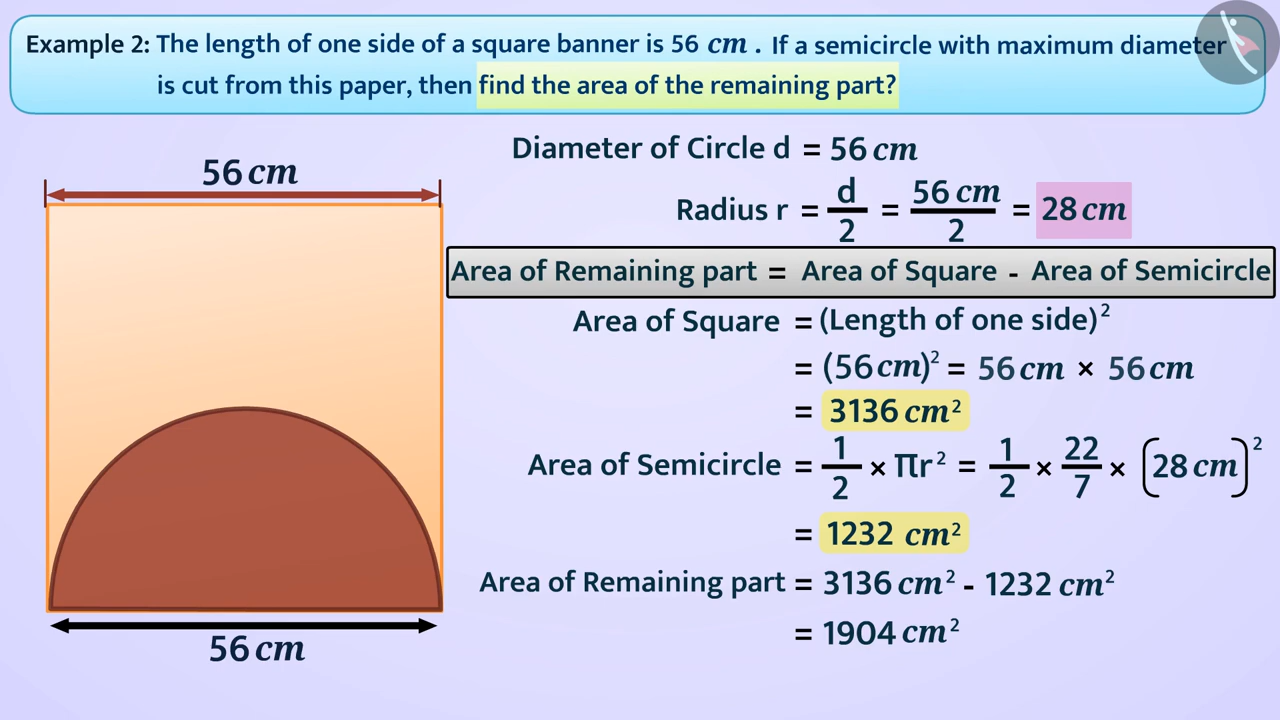 Example 2: The length of one side of a square banner is 56 cm . If a semicircle with maximum diameter
is cut from this paper, then find the area of the remaining part?
56 cm
56 cm
Diameter of Circle d = 56 cm
Radius r = d/2 = 56 cm/2 = 28 cm
Area of Remaining part = Area of Square - Area of Semicircle
Area of Square = (Length of one side)²
= (56 cm)² = 56 cm × 56 cm
= 3136 cm²
Area of Semicircle = 1/2 × πr² = 1/2 × 22/7 × (28 cm)²
= 1232 cm²
Area of Remaining part = 3136 cm² - 1232 cm²
= 1904 cm²